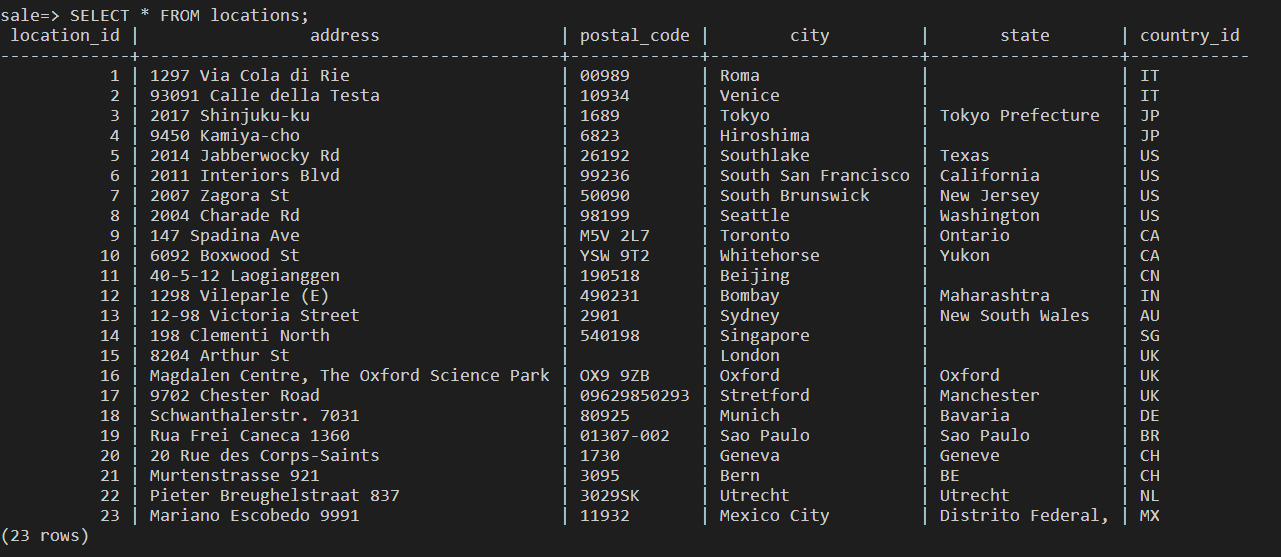 sale=> SELECT * FROM locations;
 location_id |                 address                  | postal_code |        city         |       state       | country_id
-------------+------------------------------------------+-------------+---------------------+-------------------+------------
           1 | 1297 Via Cola di Rie                     | 00989       | Roma                |                   | IT
           2 | 93091 Calle della Testa                  | 10934       | Venice              |                   | IT
           3 | 2017 Shinjuku-ku                         | 1689        | Tokyo               | Tokyo Prefecture  | JP
           4 | 9450 Kamiya-cho                          | 6823        | Hiroshima           |                   | JP
           5 | 2014 Jabberwocky Rd                      | 26192       | Southlake           | Texas             | US
           6 | 2011 Interiors Blvd                      | 99236       | South San Francisco | California        | US
           7 | 2007 Zagora St                           | 50090       | South Brunswick     | New Jersey        | US
           8 | 2004 Charade Rd                          | 98199       | Seattle             | Washington        | US
           9 | 147 Spadina Ave                          | M5V 2L7     | Toronto             | Ontario           | CA
          10 | 6092 Boxwood St                          | YSW 9T2     | Whitehorse          | Yukon             | CA
          11 | 40-5-12 Laogianggen                      | 190518      | Beijing             |                   | CN
          12 | 1298 Vileparle (E)                       | 490231      | Bombay              | Maharashtra       | IN
          13 | 12-98 Victoria Street                    | 2901        | Sydney              | New South Wales   | AU
          14 | 198 Clementi North                       | 540198      | Singapore           |                   | SG
          15 | 8204 Arthur St                           |             | London              |                   | UK
          16 | Magdalen Centre, The Oxford Science Park | OX9 9ZB     | Oxford              | Oxford            | UK
          17 | 9702 Chester Road                        | 09629850293 | Stretford           | Manchester        | UK
          18 | Schwanthalerstr. 7031                    | 80925       | Munich              | Bavaria           | DE
          19 | Rua Frei Caneca 1360                     | 01307-002   | Sao Paulo           | Sao Paulo         | BR
          20 | 20 Rue des Corps-Saints                  | 1730        | Geneva              | Geneve            | CH
          21 | Murtenstrasse 921                        | 3095        | Bern                | BE                | CH
          22 | Pieter Breughelstraat 837                | 3029SK      | Utrecht             | Utrecht           | NL
          23 | Mariano Escobedo 9991                    | 11932       | Mexico City         | Distrito Federal, | MX
(23 rows)